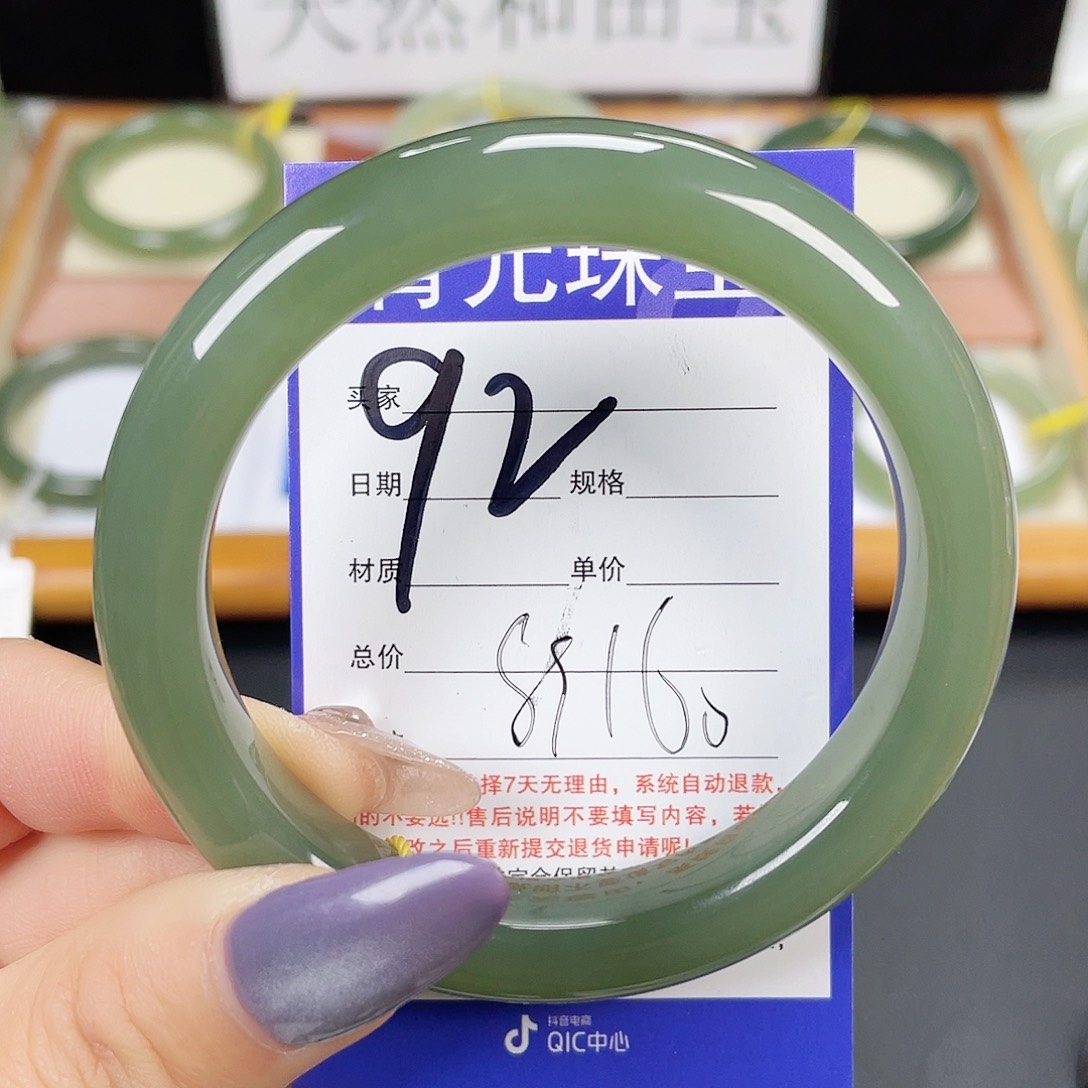 天然和田玉
元珠宝
买家
92
日期 规格
材质 单价
总价
择7天无理由，系统自动退款，
的不要选!!售后说明不要填写内容，若
改之后重新提交退货申请呢!
抖音电商
QIC中心